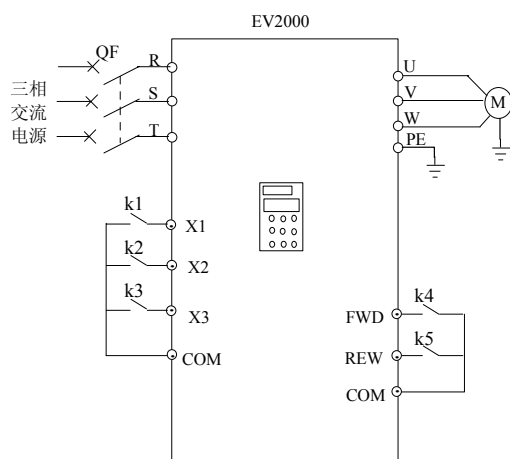 EV2000
QF
R
三相
S
交流
电源
T
U
V
M
W
PE
k1
X1
k2
X2
k3
X3
COM
k4
FWD
k5
REW
COM